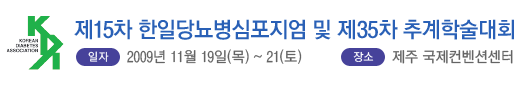 KOREAN
DIABETES
ASSOCIATION
제15차 한일당뇨병심포지엄 및 제35차 추계학술대회
일자 2009년 11월 19일(목) ~ 21(토) 장소 제주 국제컨벤션센터